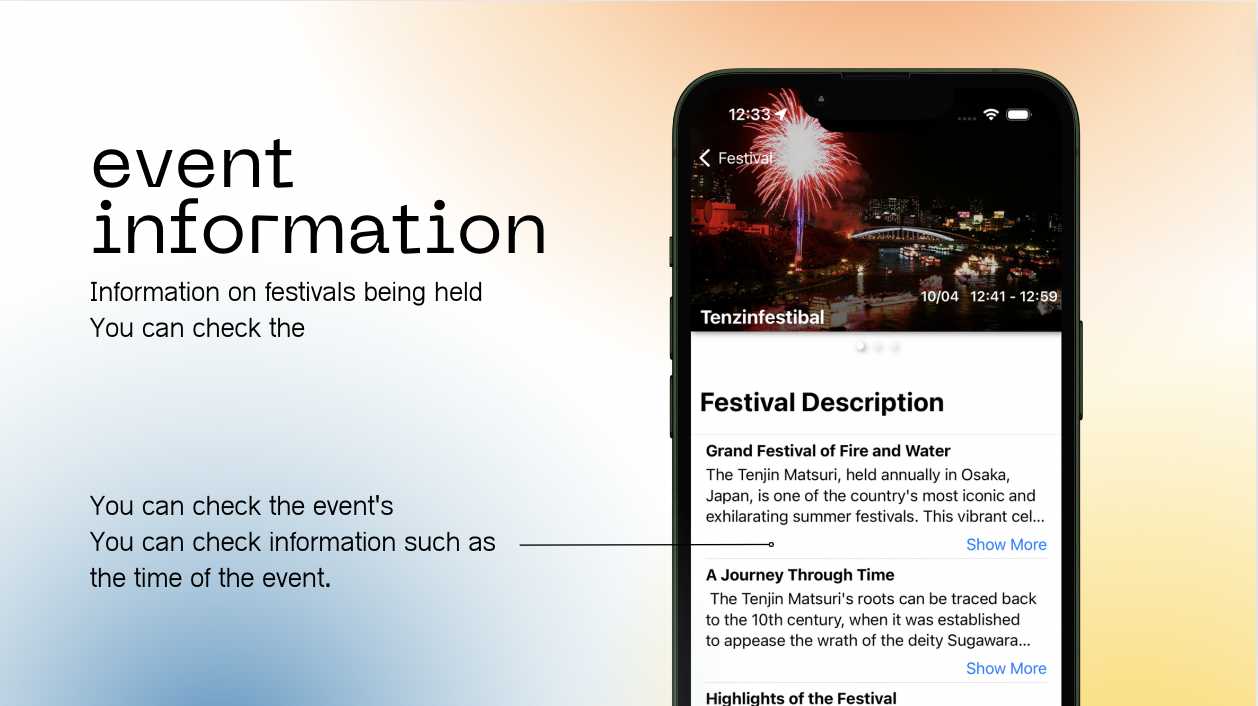 event
information
Information on festivals being held
You can check the
You can check the event's
You can check information such as
the time of the event.
12:33
Festival
10/04 12:41 - 12:59
Tenzinfestibal
Festival Description
Grand Festival of Fire and Water
The Tenjin Matsuri, held annually in Osaka,
Japan, is one of the country's most iconic and
exhilarating summer festivals. This vibrant cel...
Show More
A Journey Through Time
The Tenjin Matsuri's roots can be traced back
to the 10th century, when it was established
to appease the wrath of the deity Sugawara...
Show More
Highlights of the Festival